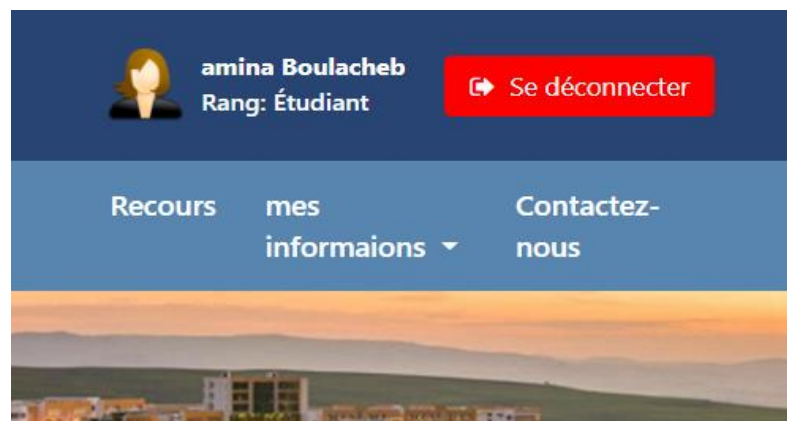 amina Boulacheb
Rang: Étudiant
Se déconnecter
Recours
mes
informaions
Contactez-
nous